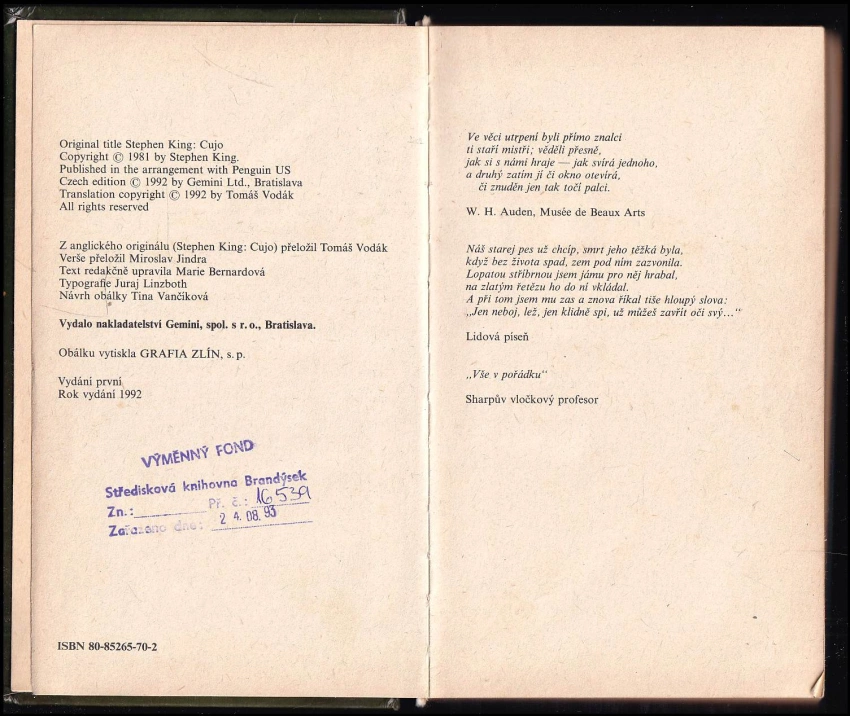 Original title Stephen King: Cujo
Copyright © 1981 by Stephen King.
Published in the arrangement with Penguin US
Czech edition © 1992 by Gemini Ltd., Bratislava
Translation copyright © 1992 by Tomáš Vodák
All rights reserved
Z anglického originálu (Stephen King: Cujo) přeložil Tomáš Vodák
Verše přeložil Miroslav Jindra
Text redakčně upravila Marie Bernardová
Typografie Juraj Linzboth
Návrh obálky Tina Vančíková
Vydalo nakladatelství Gemini, spol. s r. o., Bratislava.
Obálku vytiskla GRAFIA ZLÍN, s. p.
Vydání první
Rok vydání 1992
VÝMĚNNÝ FOND
Středisková knihovna Brandýsek
Zn.: Př. č.: 16 539
Zařazeno dne: 2 4. 08. 93
ISBN 80-85265-70-2
Ve věci utrpení byli přímo znalci
ti staří mistři; věděli přesně,
jak si s námi hraje — jak svírá jednoho,
a druhý zatím jí či okno otevírá,
či znuděn jen tak točí palci.
W. H. Auden, Musée de Beaux Arts
Náš starej pes už chcíp, smrt jeho těžká byla,
když bez života spad, zem pod ním zazvonila.
Lopatou stříbrnou jsem jámu pro něj hrabal,
na zlatým řetězu ho do ní vkládal.
A při tom jsem mu zas a znova říkal tiše hloupý slova:
„Jen neboj, lež, jen klidně spi, už můžeš zavřít oči svý...“
Lidová píseň
„Vše v pořádku“
Sharpův vločkový profesor